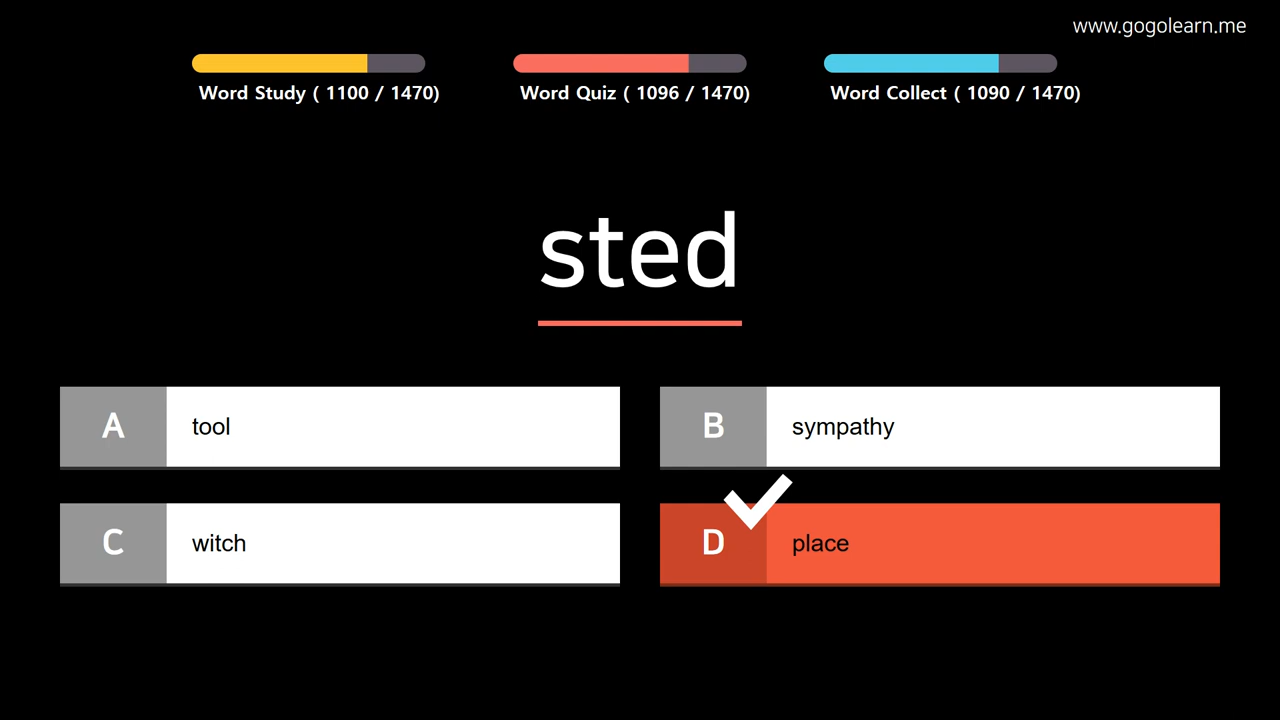 www.gogolearn.me
Word Study ( 1100 / 1470)
Word Quiz ( 1096 / 1470)
Word Collect ( 1090 / 1470)
sted
A tool
B sympathy
C witch
D place